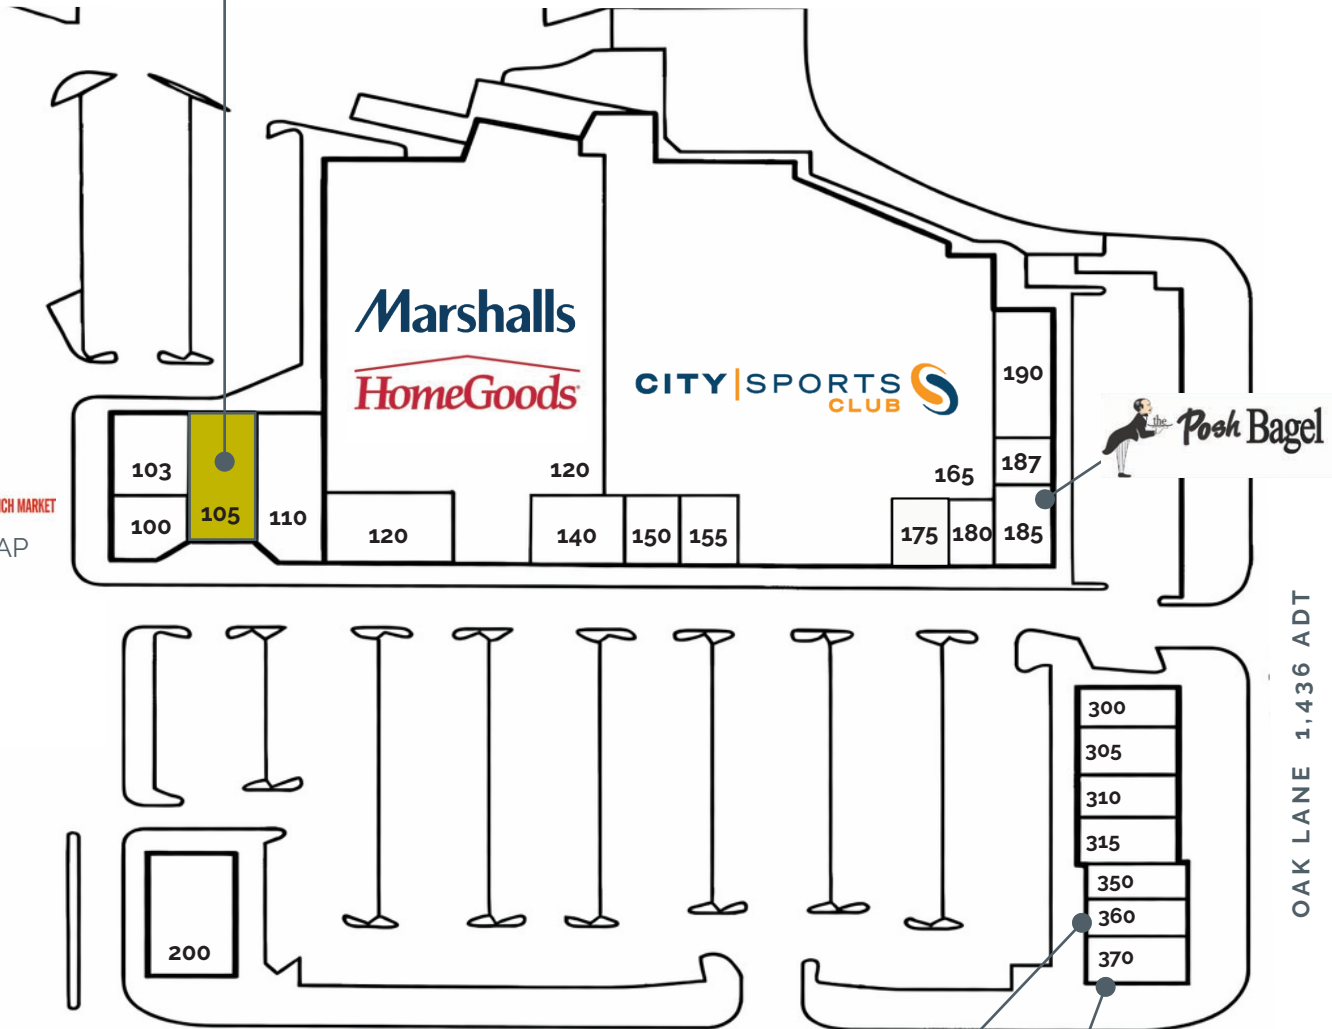 Marshalls
HomeGoods
CITY SPORTS
CLUB
190
the Posh Bagel
103
120
165
187
CH MARKET
100
105
110
120
140
150
155
175
180
185
AP
OAK LANE 1,436 ADT
300
305
310
315
350
360
370
200